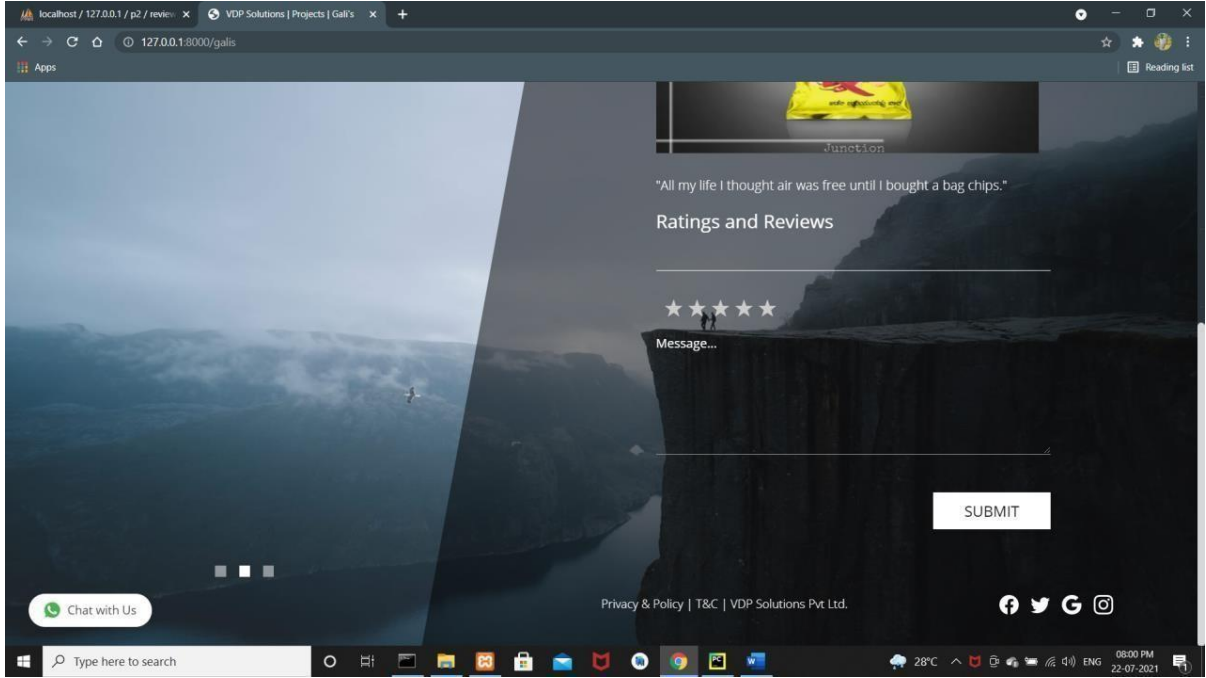 localhost / 127.0.0.1 / p2 / review
VDP Solutions | Projects | Gali's
127.0.0.1:8000/galis
Apps
Reading list
Junction
"All my life I thought air was free until I bought a bag chips."
Ratings and Reviews
Message...
SUBMIT
Chat with Us
Privacy & Policy | T&C | VDP Solutions Pvt Ltd.
Type here to search
28°C
ENG
08:00 PM
22-07-2021